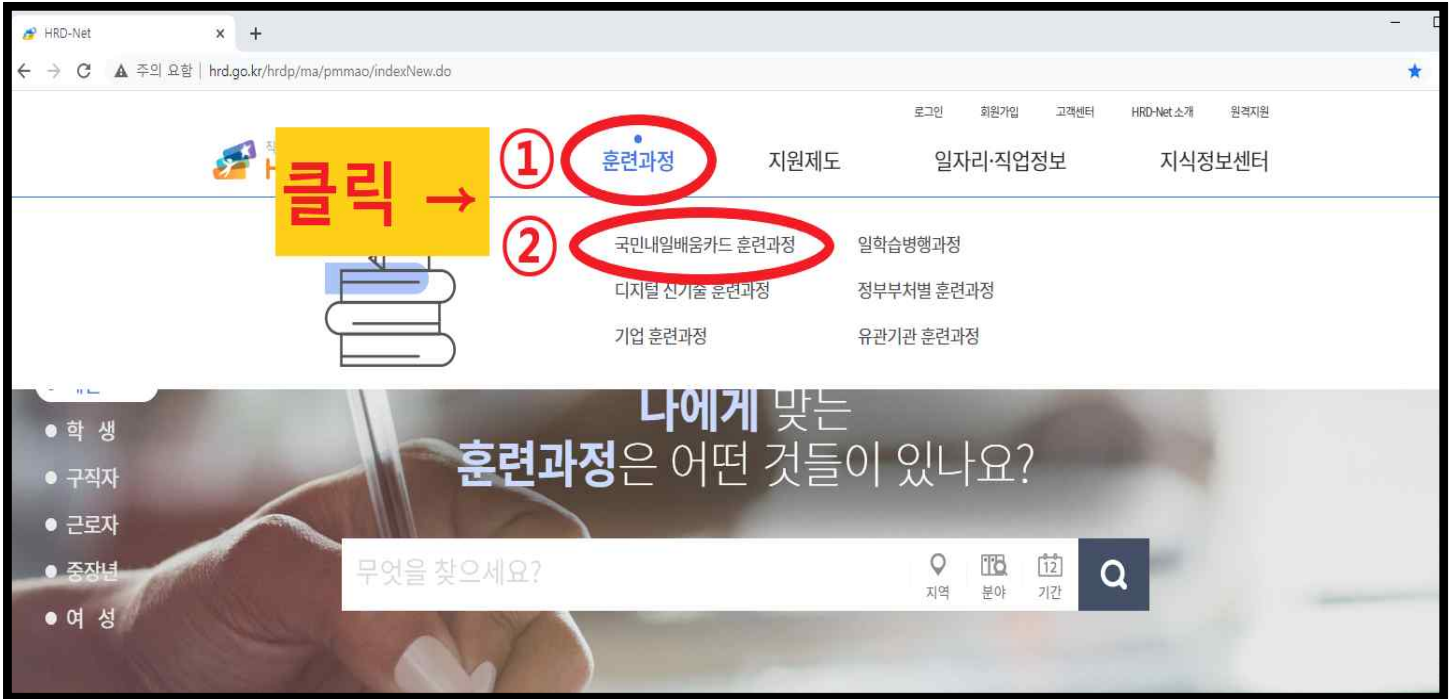 HRD-Net
주의 요함 | hrd.go.kr/hrdp/ma/pmmao/indexNew.do
로그인 회원가입 고객센터 HRD-Net 소개 원격지원
클릭 →
① 훈련과정 지원제도 일자리·직업정보 지식정보센터
② 국민내일배움카드 훈련과정 일학습병행과정
디지털 신기술 훈련과정 정부부처별 훈련과정
기업 훈련과정 유관기관 훈련과정
나에게 맞는
훈련과정은 어떤 것들이 있나요?
학 생
구직자
근로자
중장년
여 성
무엇을 찾으세요?
12
지역 분야 기간